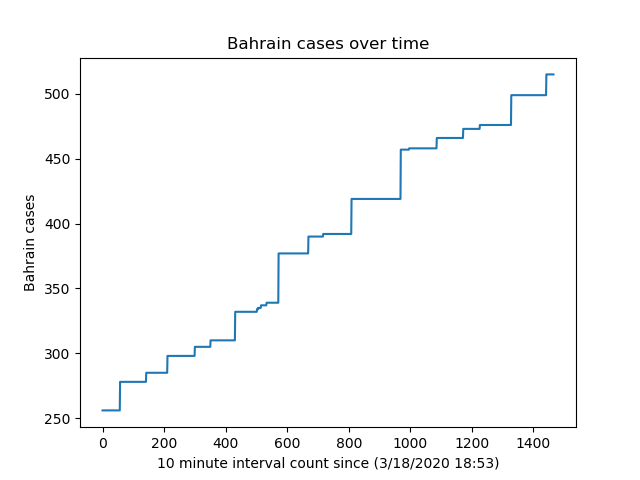 Bahrain cases over time
Bahrain cases
500
450
400
350
300
250
0 200 400 600 800 1000 1200 1400
10 minute interval count since (3/18/2020 18:53)